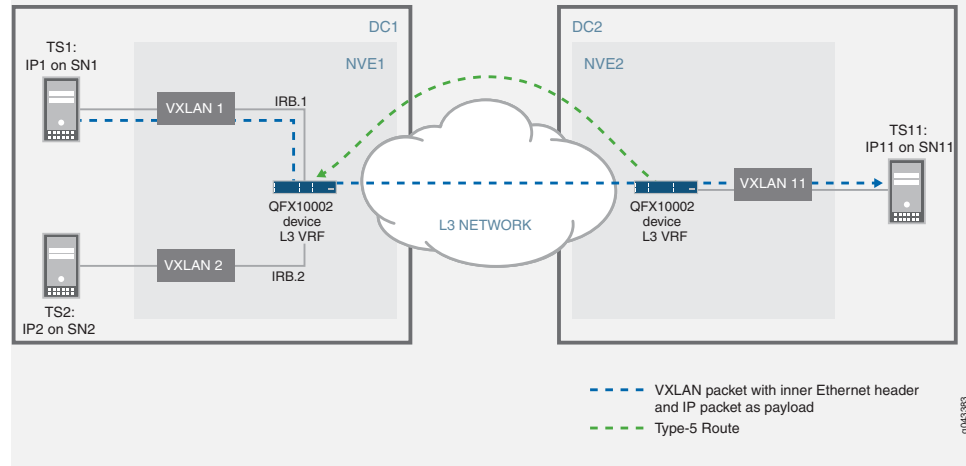 DC1
TS1:
IP1 on SN1
NVE1
VXLAN 1
IRB.1
QFX10002
device
L3 VRF
VXLAN 2
IRB.2
TS2:
IP2 on SN2
L3 NETWORK
DC2
NVE2
QFX10002
device
L3 VRF
VXLAN 11
TS11:
IP11 on SN11
VXLAN packet with inner Ethernet header
and IP packet as payload
Type-5 Route
g043383